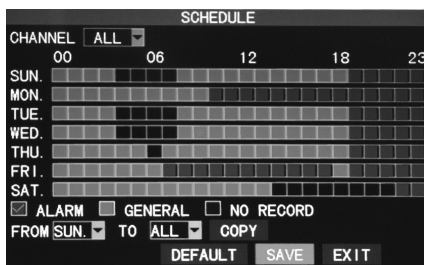 SCHEDULE
CHANNEL ALL
00 06 12 18 23
SUN.
MON.
TUE.
WED.
THU.
FRI.
SAT.
ALARM GENERAL NO RECORD
FROM SUN. TO ALL COPY
DEFAULT SAVE EXIT